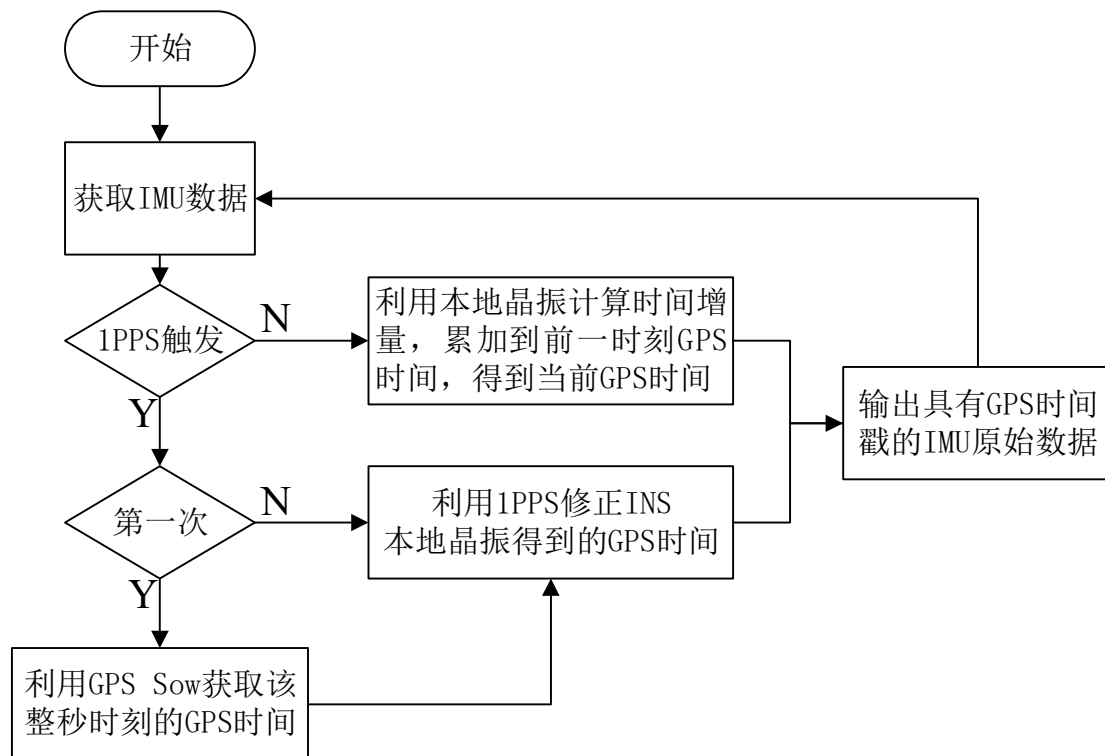 开始
获取IMU数据
1PPS触发
N
利用本地晶振计算时间增
量，累加到前一时刻GPS
时间，得到当前GPS时间
输出具有GPS时间
戳的IMU原始数据
Y
第一次
N
利用1PPS修正INS
本地晶振得到的GPS时间
Y
利用GPS Sow获取该
整秒时刻的GPS时间